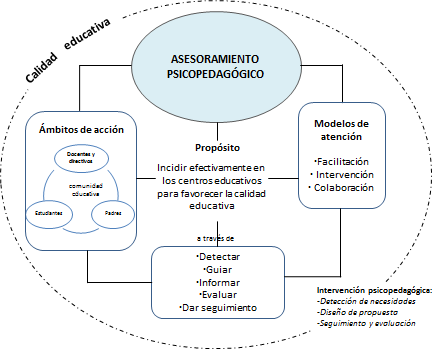 Calidad educativa
ASESORAMIENTO
PSICOPEDAGÓGICO
Ámbitos de acción
Docentes y
directivos
comunidad
educativa
Estudiantes
Padres
Propósito
Incidir efectivamente en
los centros educativos
para favorecer la calidad
educativa
a través de
•Detectar
•Guiar
•Informar
•Evaluar
•Dar seguimiento
Modelos de
atención
•Facilitación
• Intervención
• Colaboración
Intervención psicopedagógica:
-Detección de necesidades
-Diseño de propuesta
-Seguimiento y evaluación